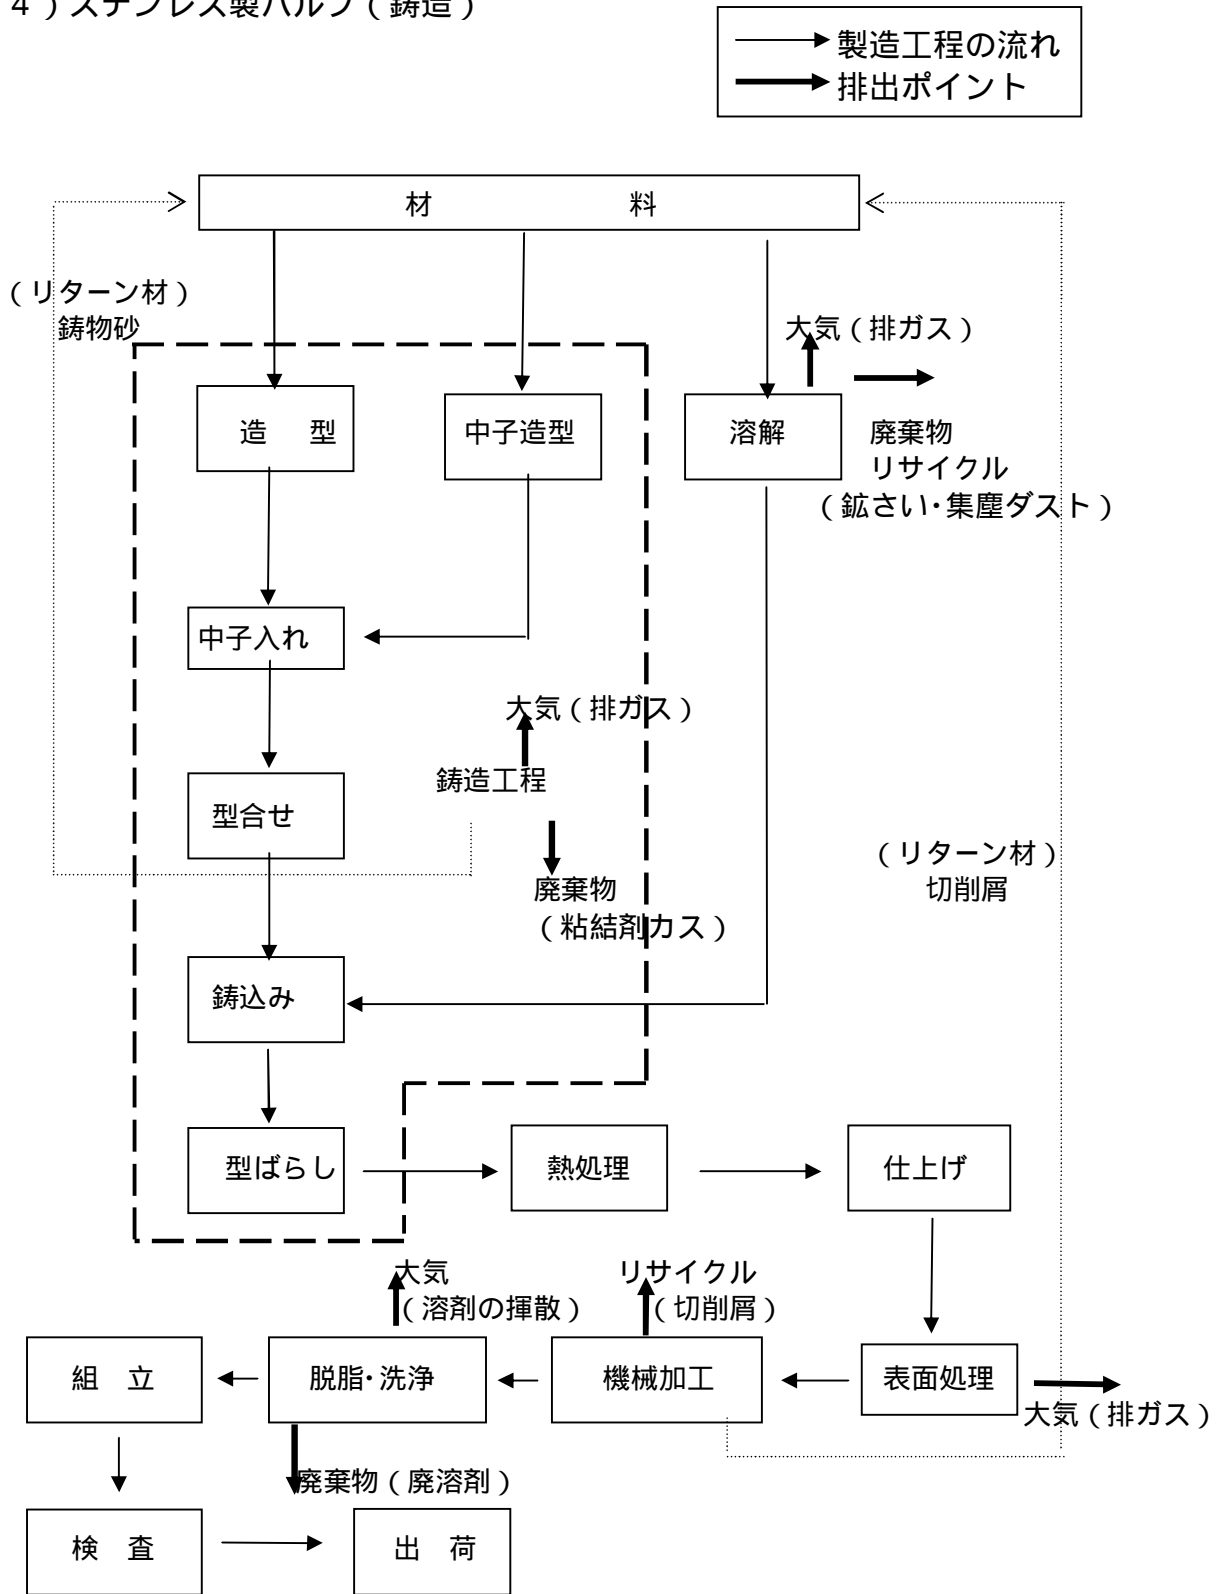 ４）ステンレス製バルブ（鋳造）
製造工程の流れ
排出ポイント
材　料
（リターン材）
鋳物砂
大気（排ガス）
造　型
中子造型
溶解
廃棄物
リサイクル
（鉱さい・集塵ダスト）
中子入れ
大気（排ガス）
鋳造工程
型合せ
廃棄物
（粘結剤カス）
（リターン材）
切削屑
鋳込み
型ばらし
熱処理
仕上げ
大気
（溶剤の揮散）
リサイクル
（切削屑）
組　立
脱脂・洗浄
機械加工
表面処理
大気（排ガス）
廃棄物（廃溶剤）
検　査
出　荷